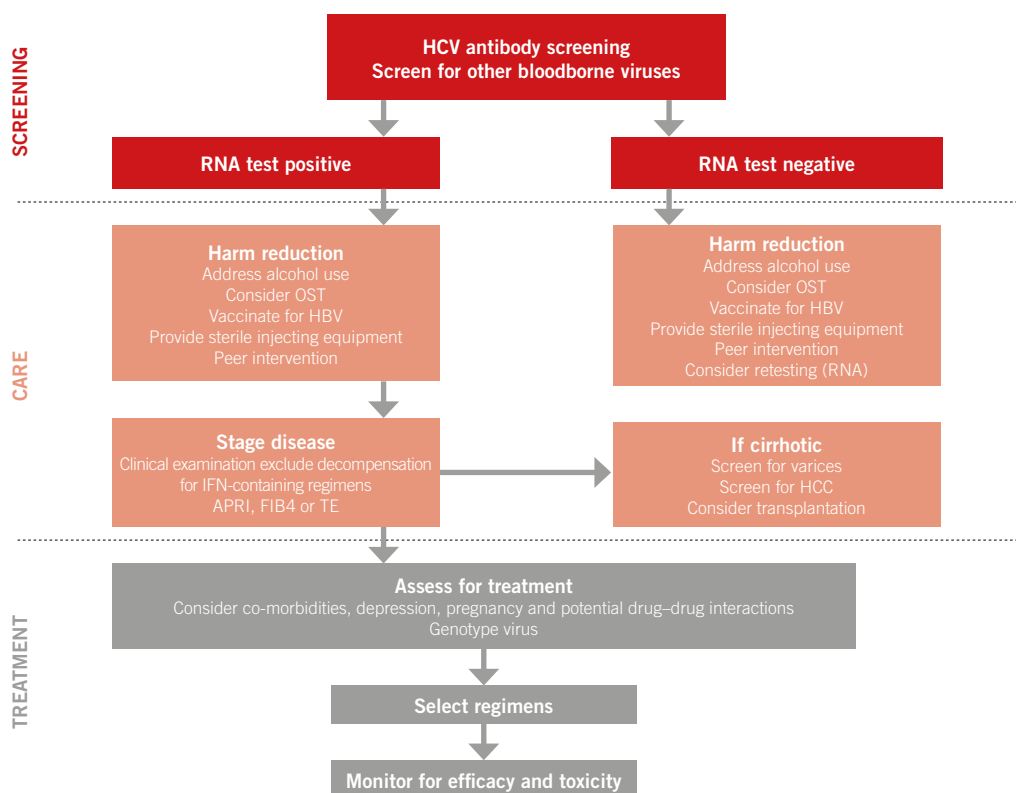 SCREENING
HCV antibody screening
Screen for other bloodborne viruses
RNA test positive
RNA test negative
CARE
Harm reduction
Address alcohol use
Consider OST
Vaccinate for HBV
Provide sterile injecting equipment
Peer intervention
Harm reduction
Address alcohol use
Consider OST
Vaccinate for HBV
Provide sterile injecting equipment
Peer intervention
Consider retesting (RNA)
Stage disease
Clinical examination exclude decompensation
for IFN-containing regimens
APRI, FIB4 or TE
If cirrhotic
Screen for varices
Screen for HCC
Consider transplantation
TREATMENT
Assess for treatment
Consider co-morbidities, depression, pregnancy and potential drug–drug interactions
Genotype virus
Select regimens
Monitor for efficacy and toxicity